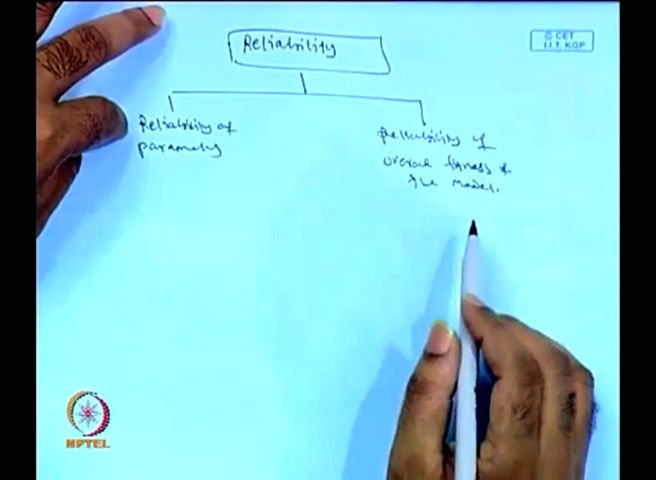 Reliability
© CET
I.I.T. KGP
Reliability of
parameters
Reliability of
overall fitness of
the model.
NPTEL